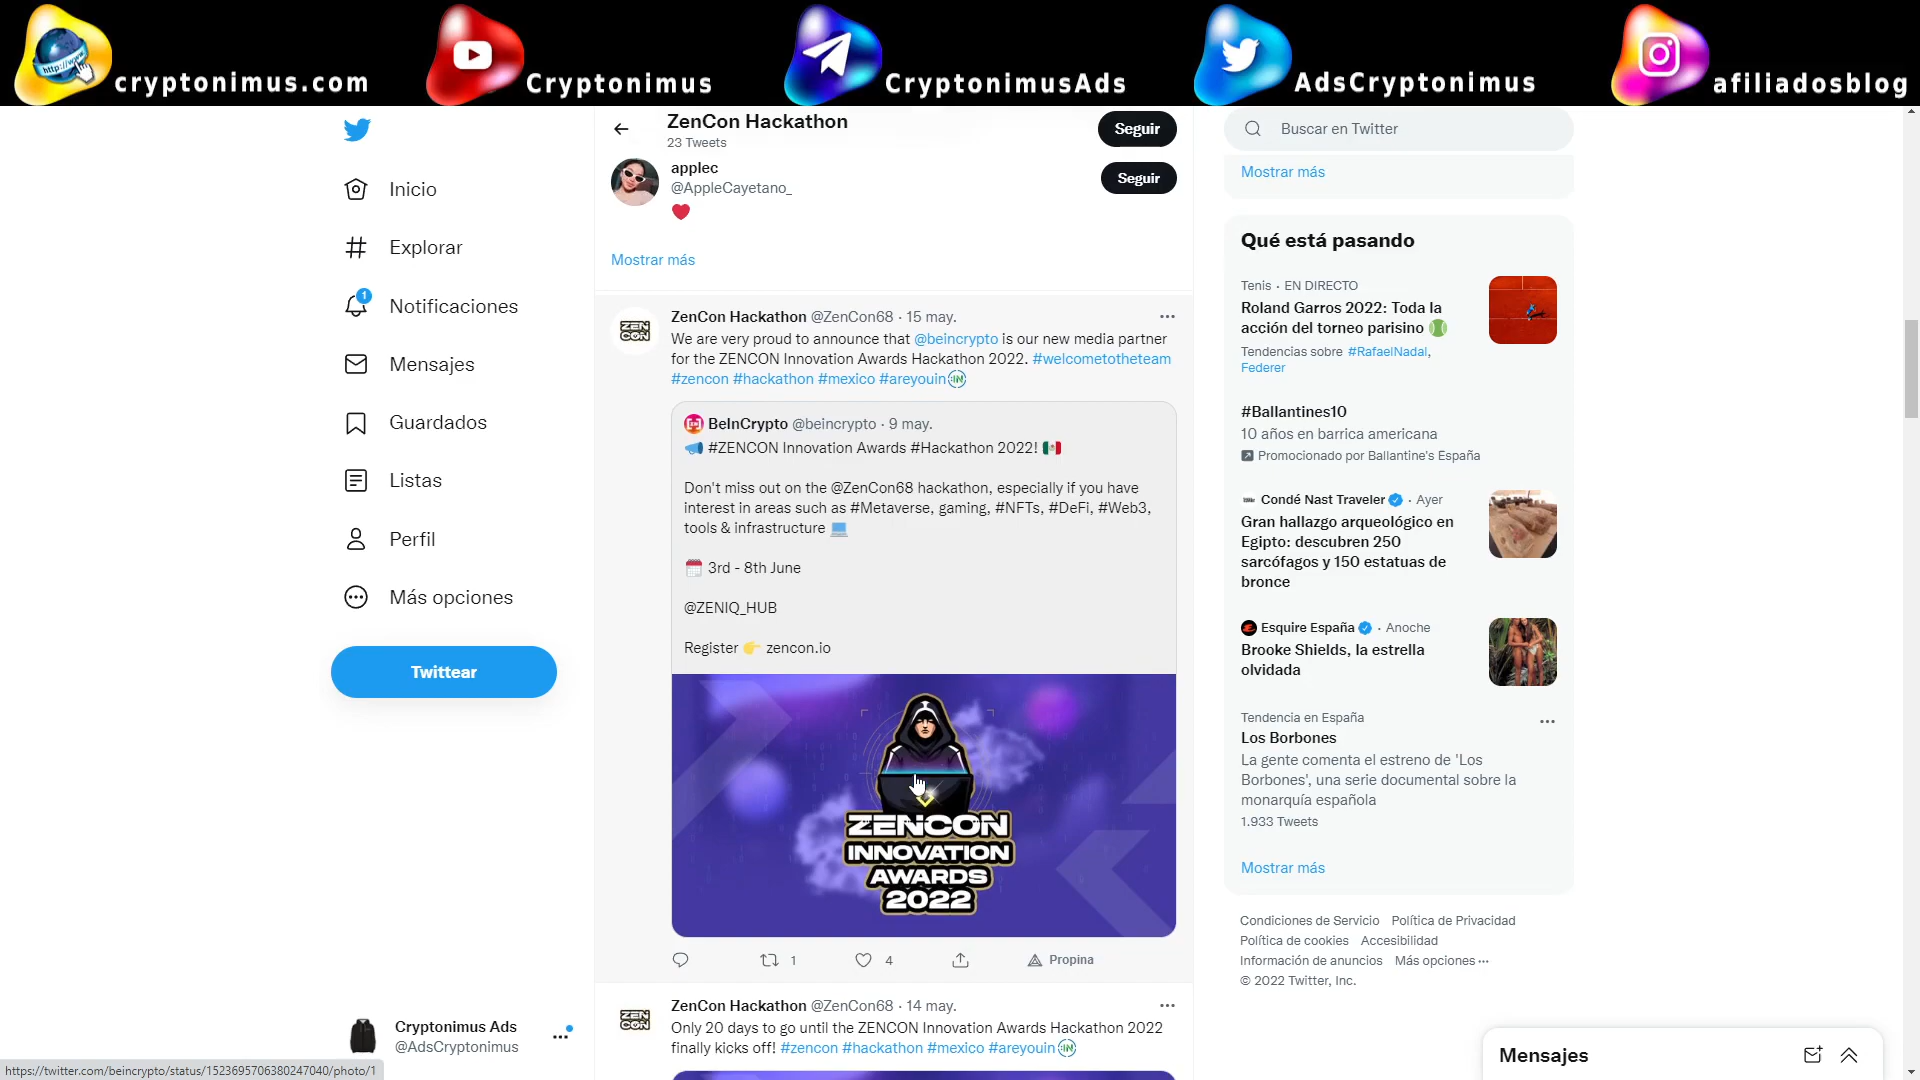 http://www
cryptonimus.com
Cryptonimus
CryptonimusAds
AdsCryptonimus
afiliadosblog
Inicio
Explorar
1
Notificaciones
Mensajes
Guardados
Listas
Perfil
Más opciones
Twittear
Cryptonimus Ads
@AdsCryptonimus
https://twitter.com/beincrypto/status/1523695706380247040/photo/1
ZenCon Hackathon
23 Tweets
Seguir
applec
@AppleCayetano_
Seguir
Mostrar más
ZEN
CON
ZenCon Hackathon @ZenCon68 · 15 may.
We are very proud to announce that @beincrypto is our new media partner
for the ZENCON Innovation Awards Hackathon 2022. #welcometotheteam
#zencon #hackathon #mexico #areyouin
BeInCrypto @beincrypto · 9 may.
#ZENCON Innovation Awards #Hackathon 2022!
Don't miss out on the @ZenCon68 hackathon, especially if you have
interest in areas such as #Metaverse, gaming, #NFTs, #DeFi, #Web3,
tools & infrastructure
3rd - 8th June
@ZENIQ_HUB
Register zencon.io
ZENCON
INNOVATION
AWARDS
2022
1
4
Propina
ZEN
CON
ZenCon Hackathon @ZenCon68 · 14 may.
Only 20 days to go until the ZENCON Innovation Awards Hackathon 2022
finally kicks off! #zencon #hackathon #mexico #areyouin
Buscar en Twitter
Mostrar más
Qué está pasando
Tenis · EN DIRECTO
Roland Garros 2022: Toda la
acción del torneo parisino
Tendencias sobre #RafaelNadal,
Federer
#Ballantines10
10 años en barrica americana
Promocionado por Ballantine's España
Condé Nast Traveler · Ayer
Gran hallazgo arqueológico en
Egipto: descubren 250
sarcófagos y 150 estatuas de
bronce
Esquire España · Anoche
Brooke Shields, la estrella
olvidada
Tendencia en España
Los Borbones
La gente comenta el estreno de 'Los
Borbones', una serie documental sobre la
monarquía española
1.933 Tweets
Mostrar más
Condiciones de Servicio Política de Privacidad
Política de cookies Accesibilidad
Información de anuncios Más opciones ···
© 2022 Twitter, Inc.
Mensajes